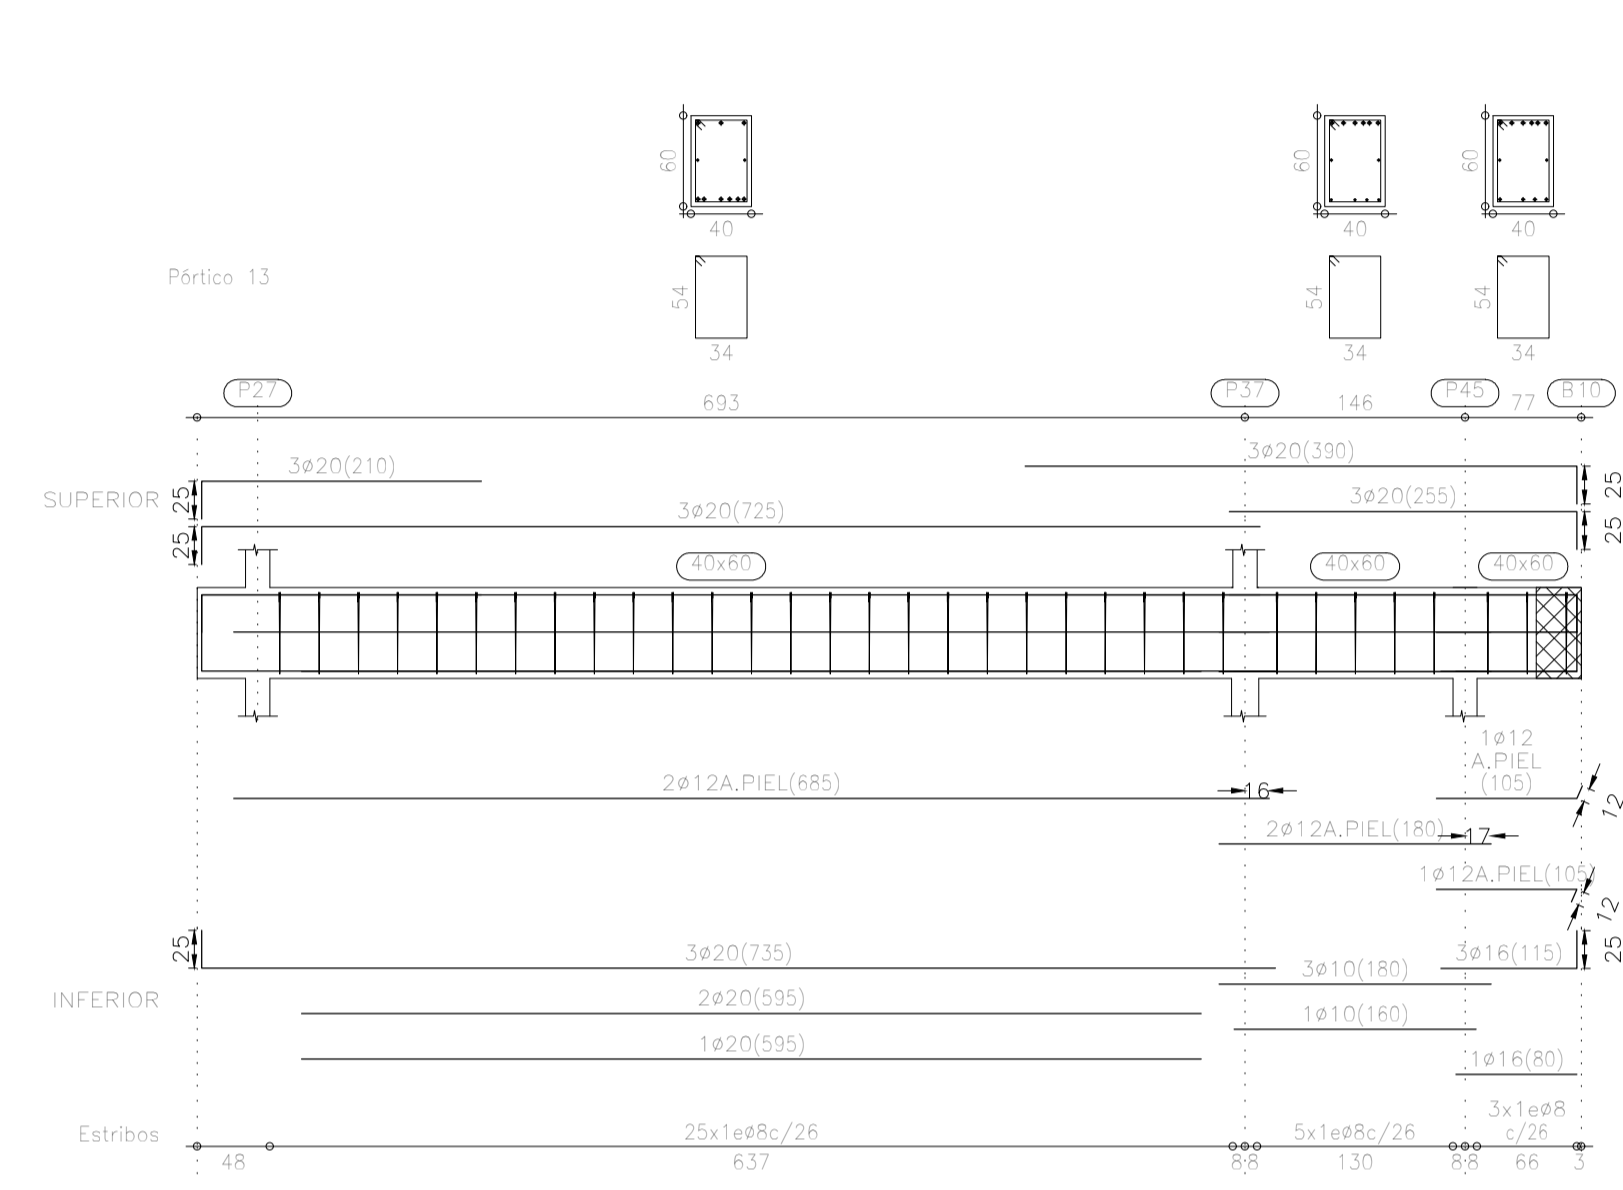 60 60 60
40 40 40
Pórtico 13
54 54 54
34 34 34
P27 P37 P45 B10
693 146 77
3ø20(390)
3ø20(210)
25 25
3ø20(255)
SUPERIOR
3ø20(725)
25 25
40x60 40x60 40x60
1ø12
A.PIEL
(105)
2ø12A.PIEL(685)
16
12
2ø12A.PIEL(180)
17
1ø12A.PIEL(105)
12
25 25
3ø20(735) 3ø16(115)
3ø10(180)
INFERIOR
2ø20(595)
1ø10(160)
1ø20(595)
1ø16(80)
Estribos
25x1eø8c/26 5x1eø8c/26
3x1eø8
c/26
48 637 8 8 130 8 8 66 3